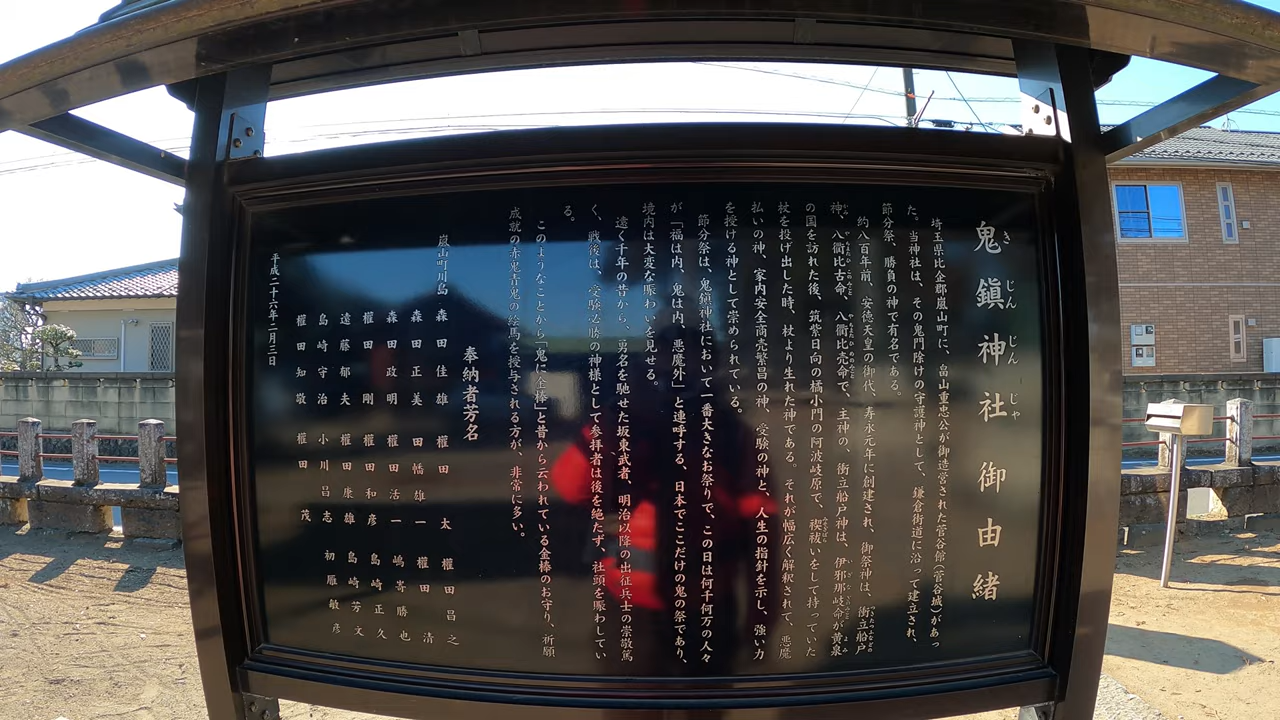 鬼鎮神社御由緒
埼玉県比企郡嵐山町に、畠山重忠公が御造営された菅谷館(菅谷城)があっ
た。当神社は、その鬼門除けの守護神として、鎌倉街道に沿って建立され、
節分祭、勝負の神で有名である。
約八百年前、安徳天皇の御代、寿永元年に創建され、御祭神は、衝立船戸
神。八衢比古命、八衢比売命で、主神の、衝立船戸神は、伊邪那岐命が黄泉
の国を訪れた後、筑紫日向の橘小門の阿波岐原で、禊祓いをして持っていた
杖を投げ出した時、杖より生れた神である。それが幅広く解釈されて、悪魔
払いの神、家内安全商売繁昌の神、受験の神と、人生の指針を示し、強い力
を授ける神として崇められている。
節分祭は、鬼鎮神社において一番大きなお祭りで、この日は何千何万の人々
が「福は内、鬼は内、悪魔外」と連呼する、日本でここだけの鬼の祭であり、
境内は大変な賑わいを見せる。
遠く千年の昔から、勇名を馳せた坂東武者、明治以降の出征兵士の崇敬篤
く、戦後は、受験必勝の神様として参拝者は後を絶たず、社頭を賑わしてい
る。
このようなことから「鬼に金棒」と昔から云われている金棒のお守り、祈願
成就の赤鬼青鬼の絵馬を授与される方が、非常に多い。
奉納者芳名
嵐山町川島 森田佳雄 權田太 權田昌之
森田正美 田幡雄一 權田清
森田政明 權田活一 嶋嵜勝也
權田剛 權田和彦 島崎正久
遠藤郁夫 權田康雄 島崎芳文
島崎守治 小川昌志 初雁敏彦
權田知敬 權田茂
平成二十六年二月三日